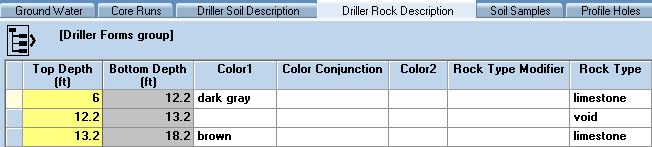 Ground Water Core Runs Driller Soil Description Driller Rock Description Soil Samples Profile Holes
[Driller Forms group]
Top Depth (ft) Bottom Depth (ft) Color1 Color Conjunction Color2 Rock Type Modifier Rock Type
6 12.2 dark gray limestone
12.2 13.2 void
13.2 18.2 brown limestone